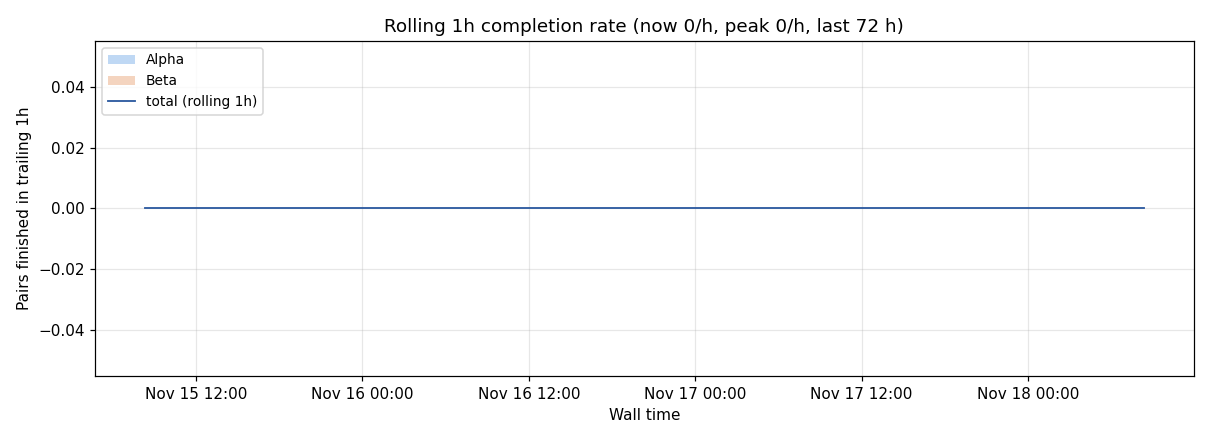 Rolling 1h completion rate (now 0/h, peak 0/h, last 72 h)
Alpha
Beta
total (rolling 1h)
Pairs finished in trailing 1h
0.04
0.02
0.00
−0.02
−0.04
Nov 15 12:00 Nov 16 00:00 Nov 16 12:00 Nov 17 00:00 Nov 17 12:00 Nov 18 00:00
Wall time